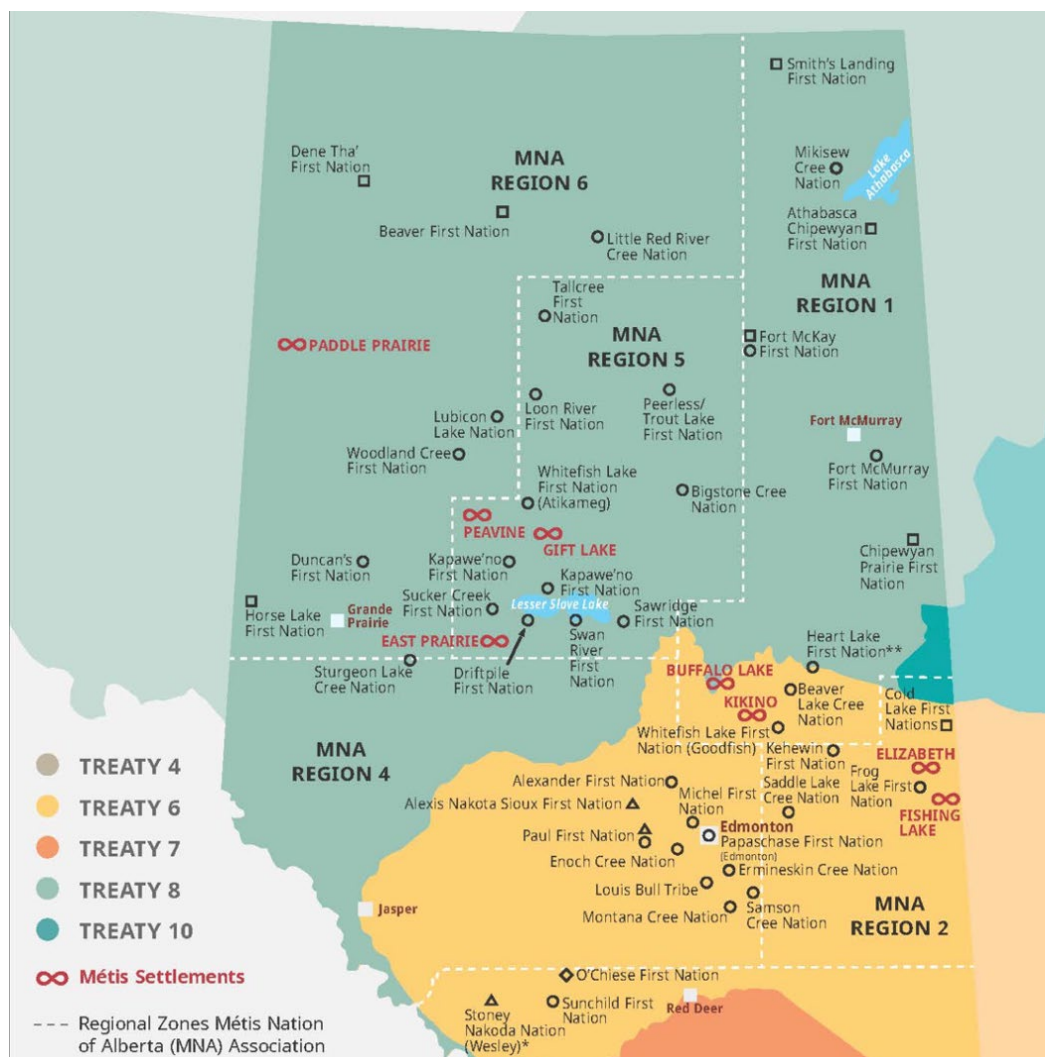 Smith's Landing
First Nation
Dene Tha'
First Nation
MNA
REGION 6
Mikisew
Cree
Nation
Lake
Athabasca
Beaver First Nation
Athabasca
Chipewyan
First Nation
Little Red River
Cree Nation
MNA
REGION 1
Tallcree
First
Nation
MNA
REGION 5
PADDLE PRAIRIE
Fort McKay
First Nation
Loon River
First Nation
Peerless/
Trout Lake
First Nation
Lubicon
Lake Nation
Fort McMurray
Woodland Cree
First Nation
Fort McMurray
First Nation
Whitefish Lake
First Nation
(Atikameg)
Bigstone Cree
Nation
PEAVINE
GIFT LAKE
Chipewyan
Prairie First
Nation
Duncan's
First Nation
Kapawe'no
First Nation
Kapawe'no
First Nation
Sucker Creek
First Nation
Lesser Slave Lake
Sawridge
First Nation
Horse Lake
First Nation
Grande
Prairie
EAST PRAIRIE
Swan
River
First
Nation
Heart Lake
First Nation**
Sturgeon Lake
Cree Nation
Driftpile
First Nation
BUFFALO LAKE
KIKINO
Beaver
Lake Cree
Nation
Cold
Lake First
Nations
Whitefish Lake First
Nation (Goodfish)
Kehewin
First Nation
ELIZABETH
MNA
REGION 4
Alexander First Nation
Michel First
Nation
Saddle Lake
Cree Nation
Frog
Lake First
Nation
FISHING
LAKE
Alexis Nakota Sioux First Nation
Edmonton
Paul First Nation
Papaschase First Nation
(Edmonton)
Enoch Cree Nation
Ermineskin Cree Nation
Louis Bull Tribe
Montana Cree Nation
Samson
Cree Nation
MNA
REGION 2
Jasper
O'Chiese First Nation
Sunchild First
Nation
Red Deer
Stoney
Nakoda Nation
(Wesley)*
TREATY 4
TREATY 6
TREATY 7
TREATY 8
TREATY 10
Métis Settlements
Regional Zones Métis Nation
of Alberta (MNA) Association